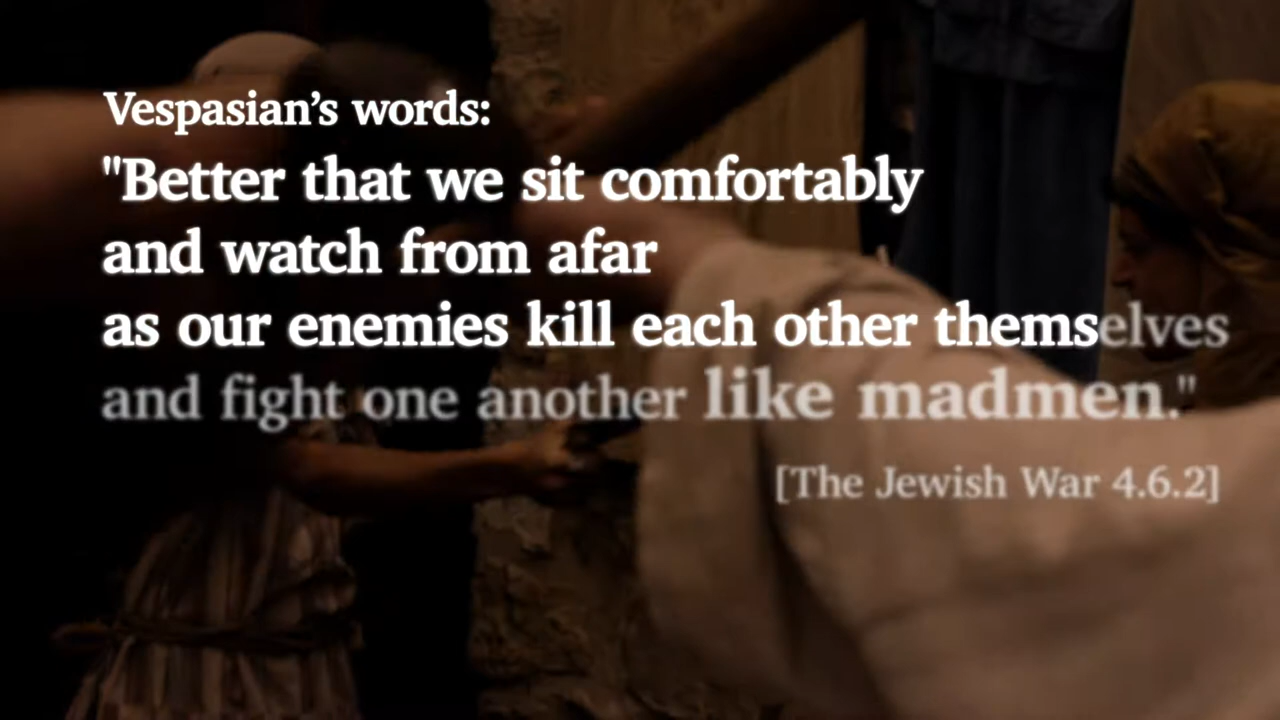 Vespasian’s words:
"Better that we sit comfortably
and watch from afar
as our enemies kill each other themselves
and fight one another like madmen."
[The Jewish War 4.6.2]